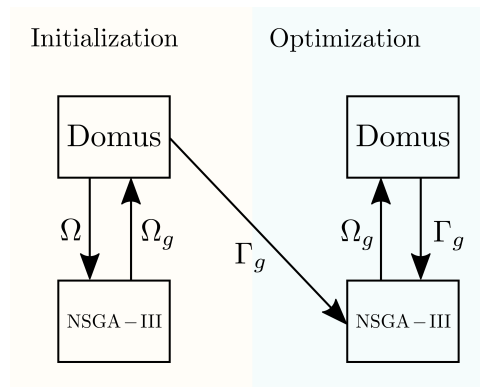 Initialization
Optimization
Domus
Domus
Ω
Ω_g
Γ_g
Ω_g
Γ_g
NSGA – III
NSGA – III